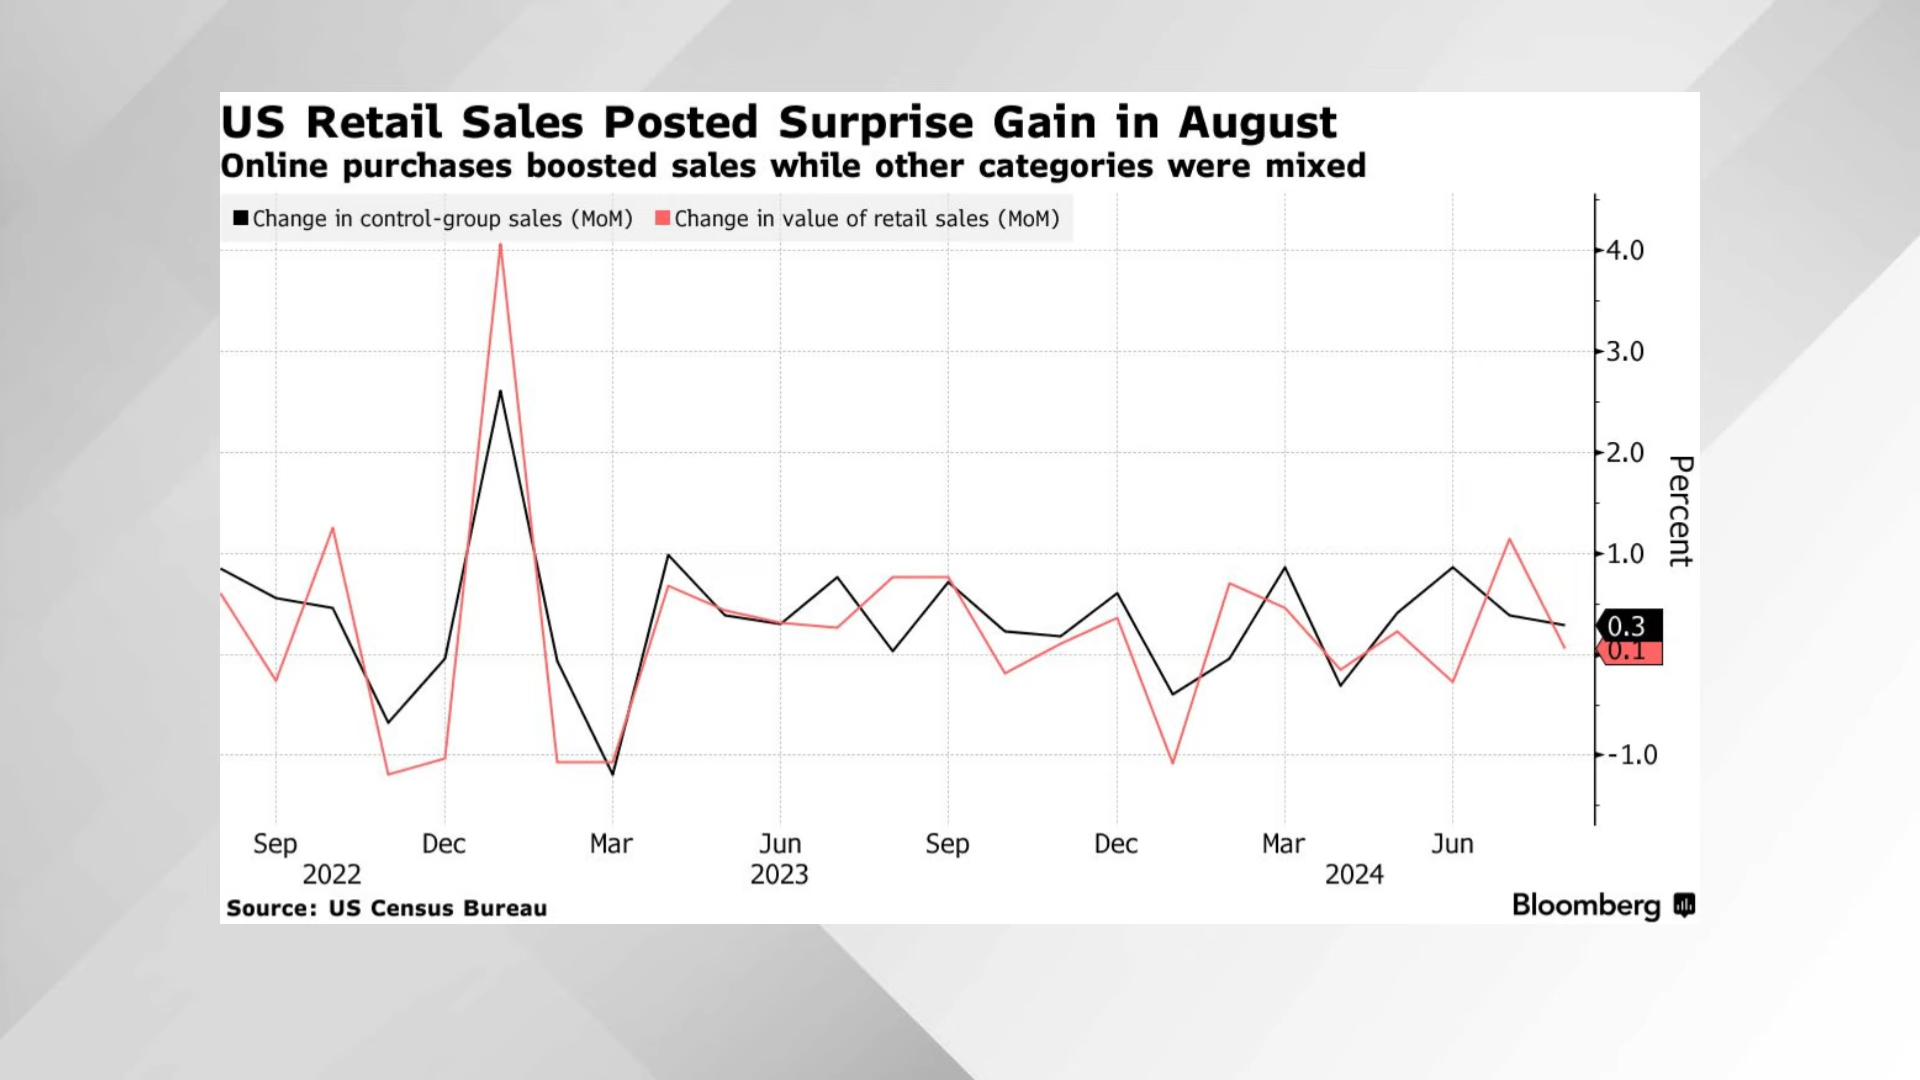 US Retail Sales Posted Surprise Gain in August
Online purchases boosted sales while other categories were mixed
Change in control-group sales (MoM) Change in value of retail sales (MoM)
4.0
3.0
2.0
1.0
0.3
0.1
-1.0
Percent
Sep Dec Mar Jun Sep Dec Mar Jun
2022 2023 2024
Source: US Census Bureau
Bloomberg